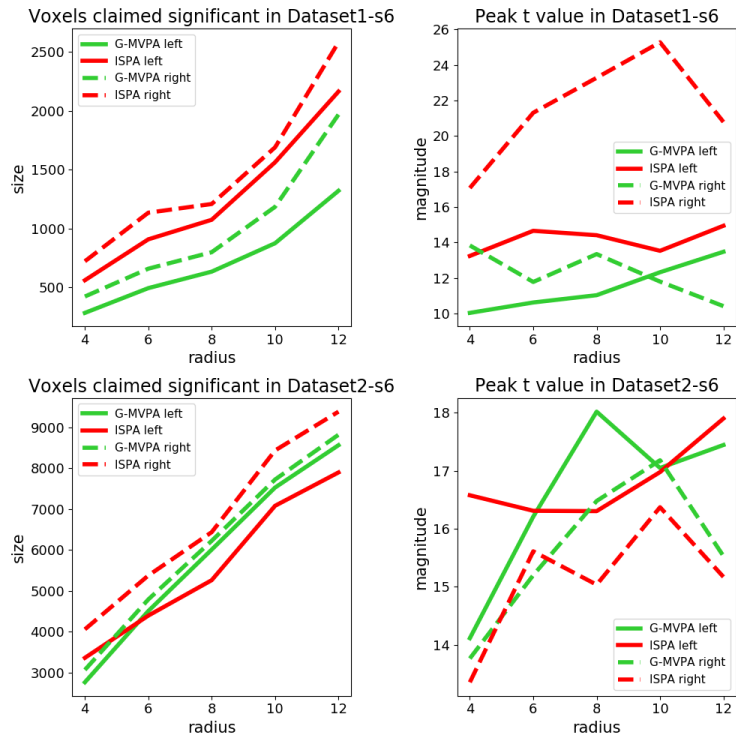 Voxels claimed significant in Dataset1-s6
size
2500
2000
1500
1000
500
G-MVPA left
ISPA left
G-MVPA right
ISPA right
4 6 8 10 12
radius
Peak t value in Dataset1-s6
magnitude
26
24
22
20
18
16
14
12
10
G-MVPA left
ISPA left
G-MVPA right
ISPA right
4 6 8 10 12
radius
Voxels claimed significant in Dataset2-s6
size
9000
8000
7000
6000
5000
4000
3000
G-MVPA left
ISPA left
G-MVPA right
ISPA right
4 6 8 10 12
radius
Peak t value in Dataset2-s6
magnitude
18
17
16
15
14
G-MVPA left
ISPA left
G-MVPA right
ISPA right
4 6 8 10 12
radius